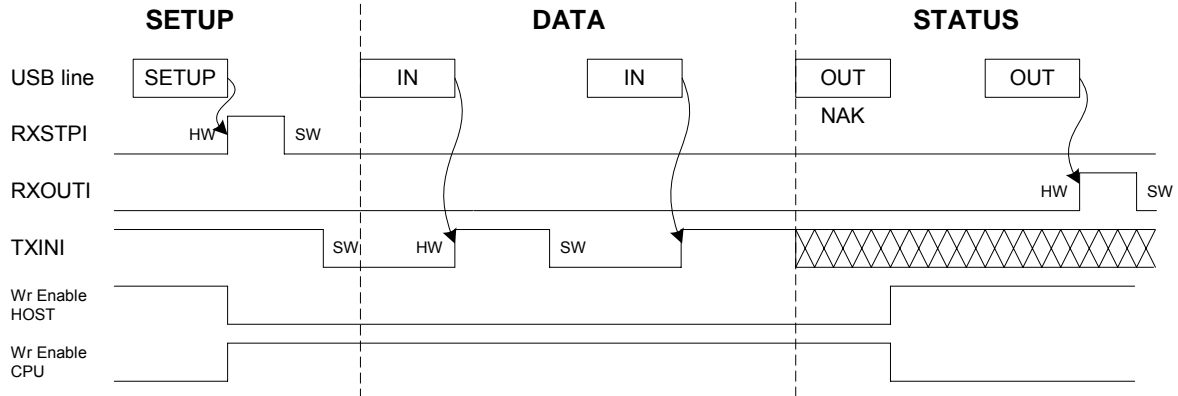 SETUP DATA STATUS
USB line SETUP IN IN OUT OUT
NAK
RXSTPI HW SW
RXOUTI HW SW
TXINI SW HW SW
Wr Enable
HOST
Wr Enable
CPU